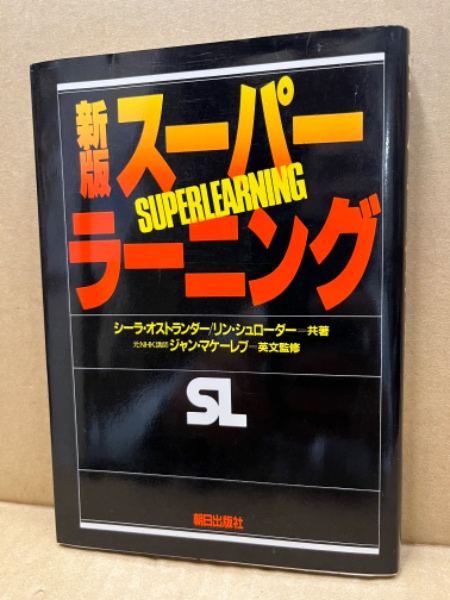 新版
スーパー
SUPERLEARNING
ラーニング
シーラ・オストランダー/リン・シュローダー—共著
元NHK講師 ジャン・マケーレブ—英文監修
SL
朝日出版社